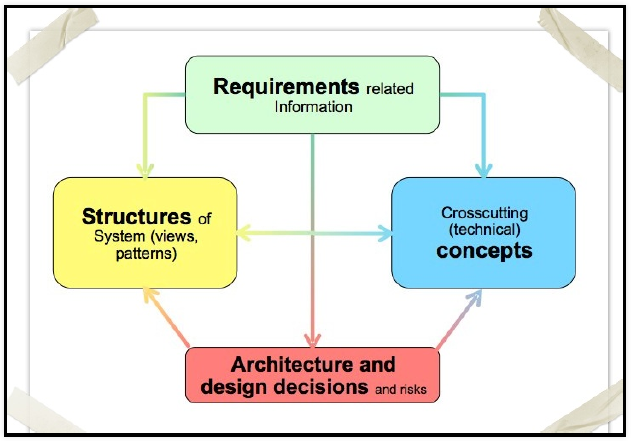 Requirements related
Information
Structures of
System (views,
patterns)
Crosscutting
(technical)
concepts
Architecture and
design decisions and risks